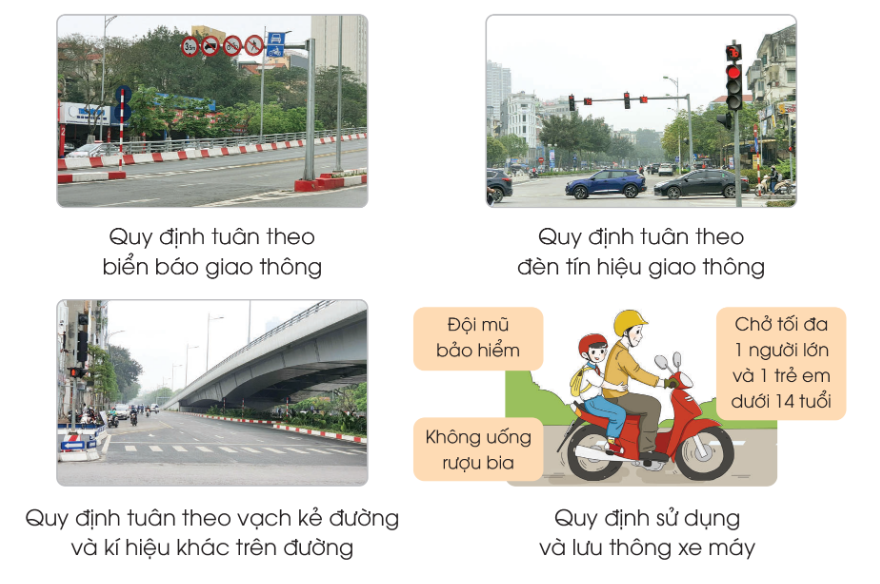 Quy định tuân theo
biển báo giao thông
Quy định tuân theo
đèn tín hiệu giao thông
Quy định tuân theo vạch kẻ đường
và kí hiệu khác trên đường
Đội mũ
bảo hiểm
Chở tối đa
1 người lớn
và 1 trẻ em
dưới 14 tuổi
Không uống
rượu bia
Quy định sử dụng
và lưu thông xe máy